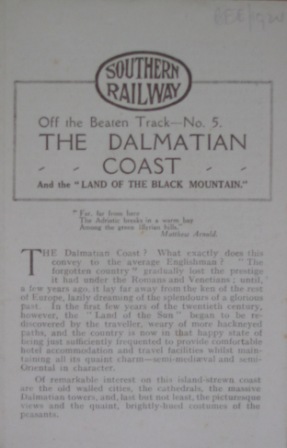 SOUTHERN
RAILWAY
Off the Beaten Track—No. 5.
THE DALMATIAN
COAST
And the "LAND OF THE BLACK MOUNTAIN."
"Far, far from here
The Adriatic breaks in a warm bay
Among the green Illyrian hills."
Matthew Arnold.
THE Dalmatian Coast? What exactly does this
convey to the average Englishman? "The
forgotten country" gradually lost the prestige
it had under the Romans and Venetians; until,
a few years ago, it lay far away from the ken of the rest
of Europe, lazily dreaming of the splendours of a glorious
past. In the first few years of the twentieth century,
however, the "Land of the Sun" began to be re-
discovered by the traveller, weary of more hackneyed
paths, and the country is now in that happy state of
being just sufficiently frequented to provide comfortable
hotel accommodation and travel facilities whilst main-
taining all its quaint charm—semi-mediæval and semi-
Oriental in character.
Of remarkable interest on this island-strewn coast
are the old walled cities, the cathedrals, the massive
Dalmatian towers, and, last but not least, the picturesque
views and the quaint, brightly-hued costumes of the
peasants.